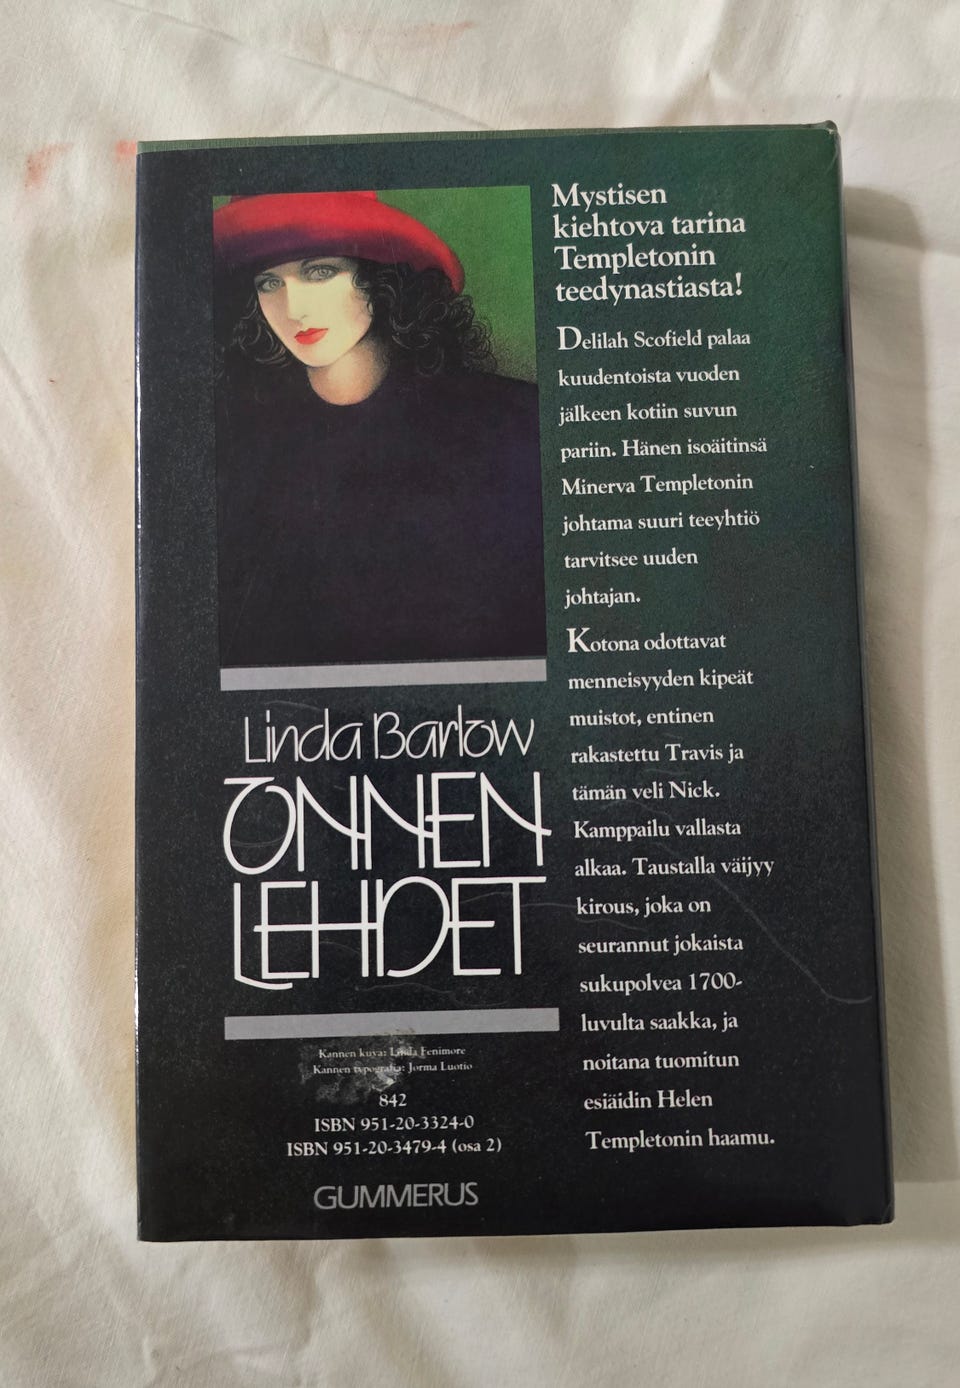 Mystisen
kiehtova tarina
Templetonin
teedynastiasta!
Delilah Scofield palaa
kuudentoista vuoden
jälkeen kotiin suvun
pariin. Hänen isoäitinsä
Minerva Templetonin
johtama suuri teeyhtiö
tarvitsee uuden
johtajan.
Kotona odottavat
menneisyyden kipeät
muistot, entinen
rakastettu Travis ja
tämän veli Nick.
Kamppailu vallasta
alkaa. Taustalla väijyy
kirous, joka on
seurannut jokaista
sukupolvea 1700-
luvulta saakka, ja
noitana tuomitun
esiäidin Helen
Templetonin haamu.
Linda Barlow
ONNEN
LEHDET
Kannen kuva: Linda Fenimore
Kannen typografia: Jorma Luotio
842
ISBN 951-20-3324-0
ISBN 951-20-3479-4 (osa 2)
GUMMERUS